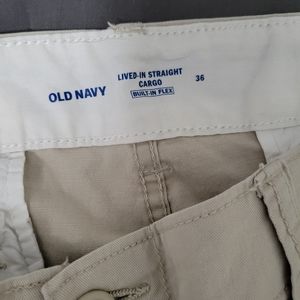 OLD NAVY
LIVED-IN STRAIGHT
CARGO
BUILT-IN FLEX
36